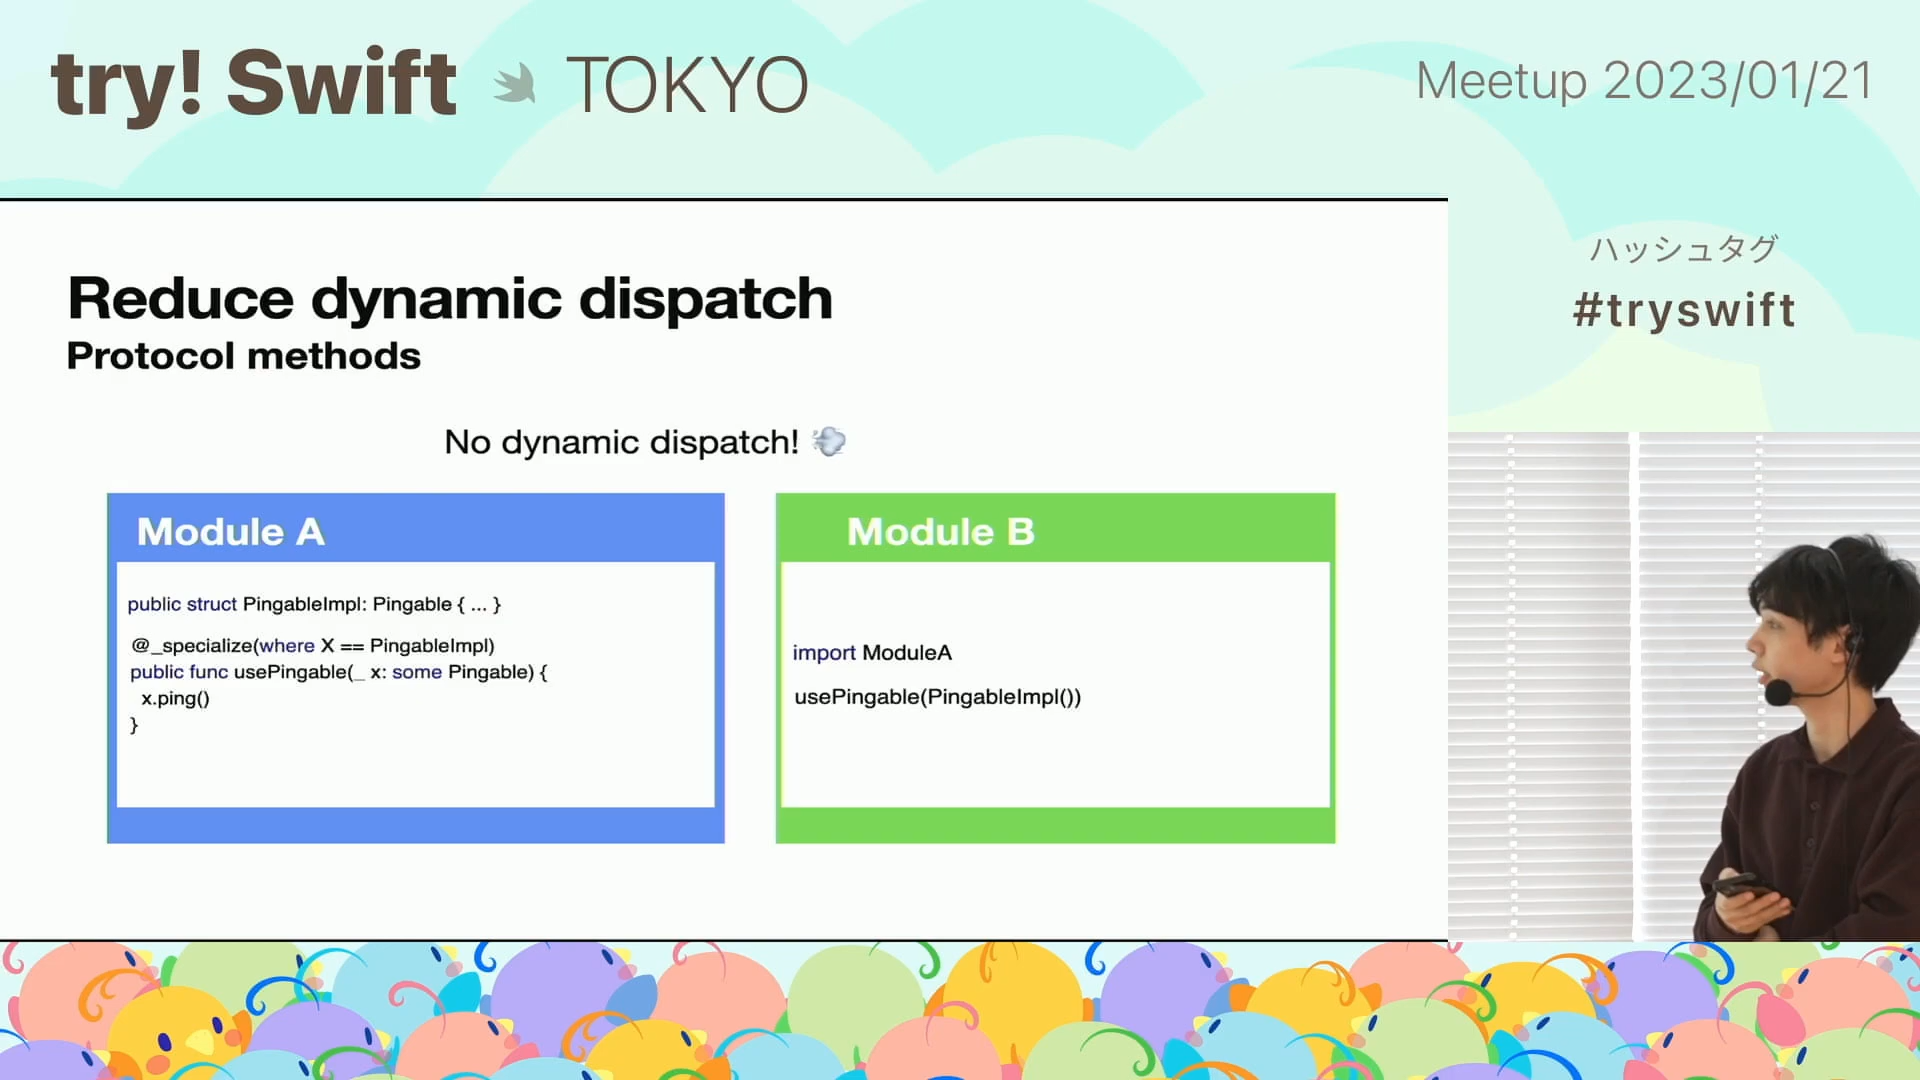 try! Swift TOKYO
Meetup 2023/01/21
ハッシュタグ
#tryswift
Reduce dynamic dispatch
Protocol methods
No dynamic dispatch! 💨
Module A
public struct PingableImpl: Pingable { ... }
@_specialize(where X == PingableImpl)
public func usePingable(_ x: some Pingable) {
x.ping()
}
Module B
import ModuleA
usePingable(PingableImpl())